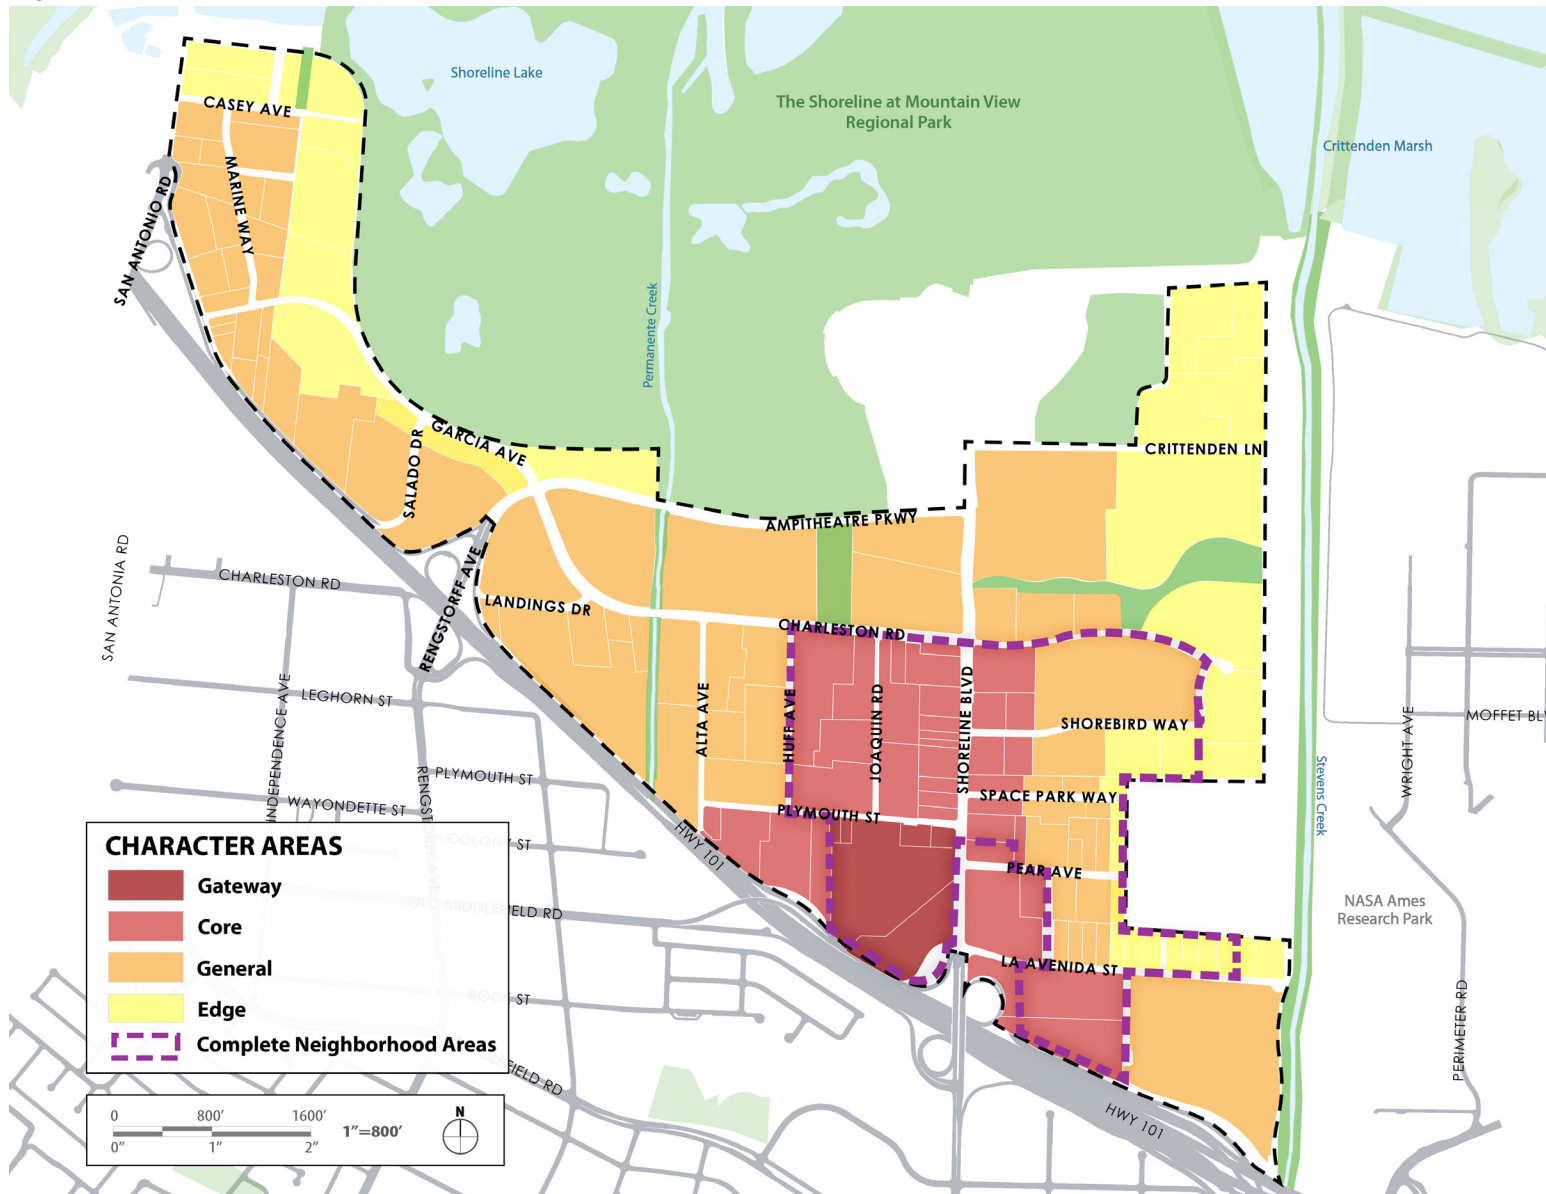 Shoreline Lake
The Shoreline at Mountain View
Regional Park
Crittenden Marsh
CASEY AVE
MARINE WAY
SAN ANTONIO RD
Permanente Creek
GARCIA AVE
SALADO DR
CRITTENDEN LN
AMPITHEATRE PKWY
SAN ANTONIA RD
CHARLESTON RD
RENGSTORFF AVE
LANDINGS DR
CHARLESTON RD
LEGHORN ST
INDEPENDENCE AVE
ALTA AVE
HUFF AVE
JOAQUIN RD
SHORELINE BLVD
SHOREBIRD WAY
WRIGHT AVE
MOFFET BLV
PLYMOUTH ST
WAYONDETTE ST
SPACE PARK WAY
PLYMOUTH ST
Stevens Creek
HWY 101
COLONY ST
PEAR AVE
OLD MIDDLEFIELD RD
NASA Ames
Research Park
LA AVENIDA ST
PERIMETER RD
HWY 101
CHARACTER AREAS
Gateway
Core
General
Edge
Complete Neighborhood Areas
0 800’ 1600’
1”=800’
0” 1” 2”
N